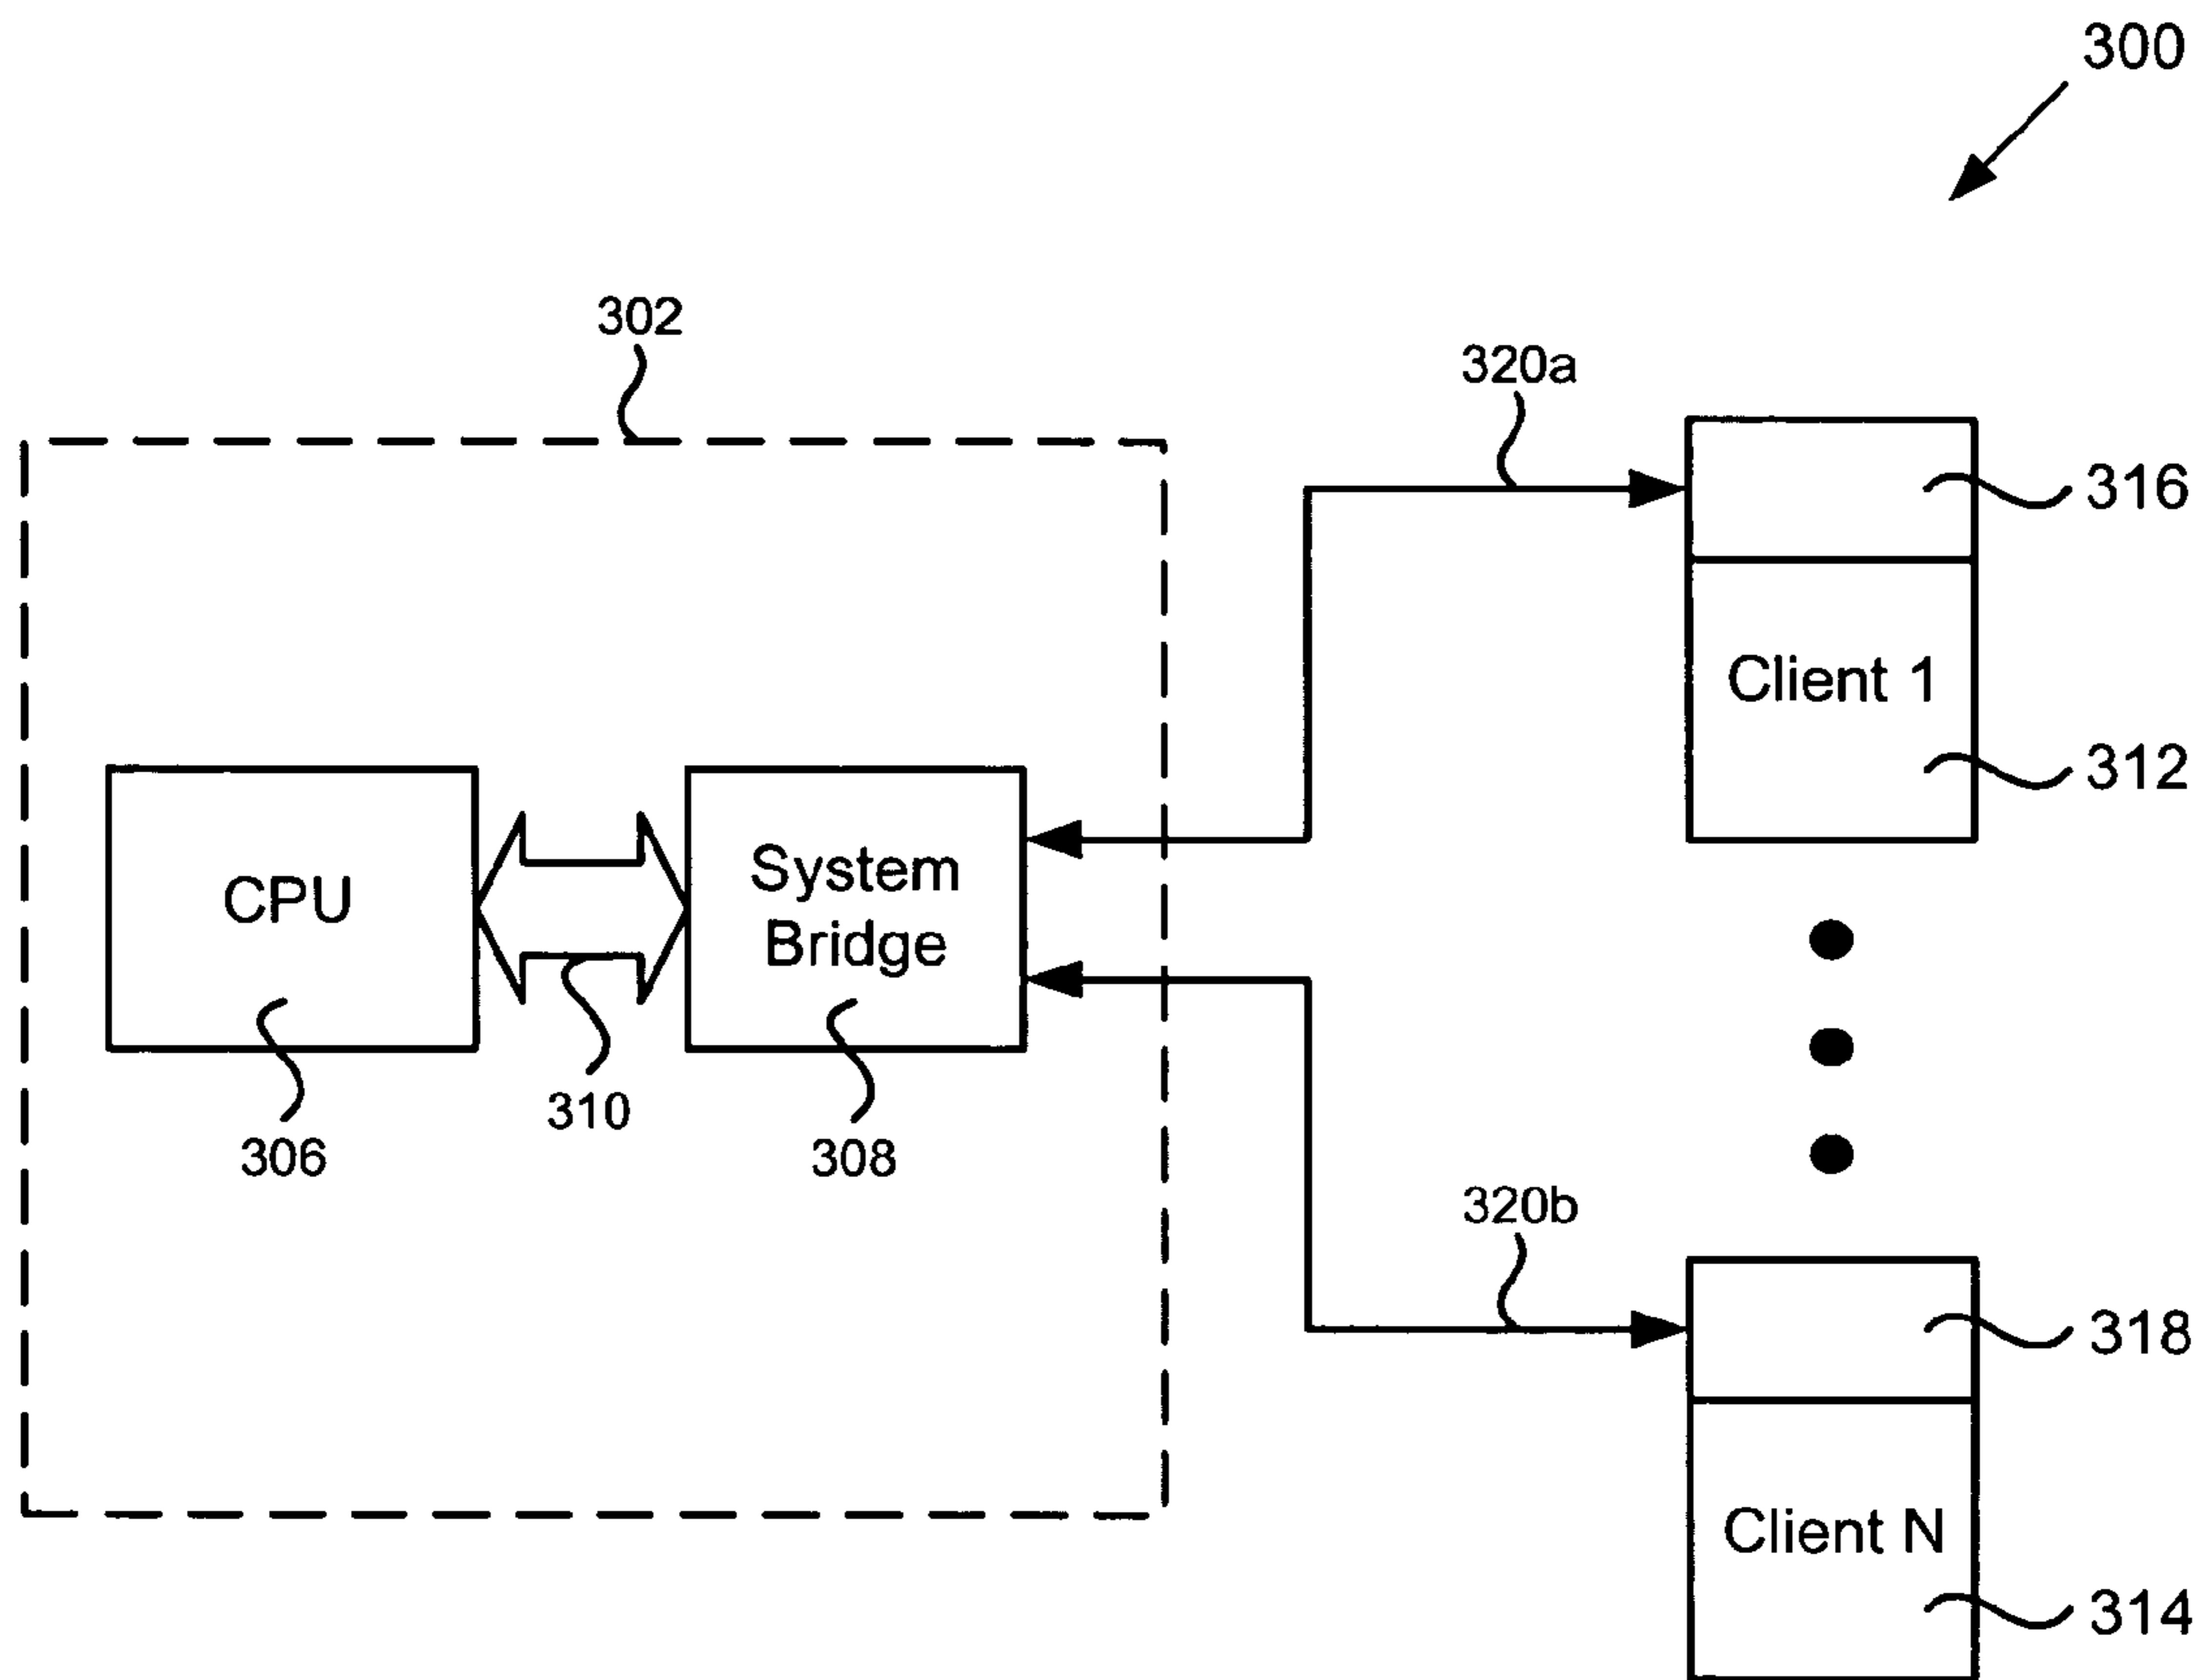 300
302
320a
316
Client 1
312
CPU
System
Bridge
310
306
308
320b
318
Client N
314